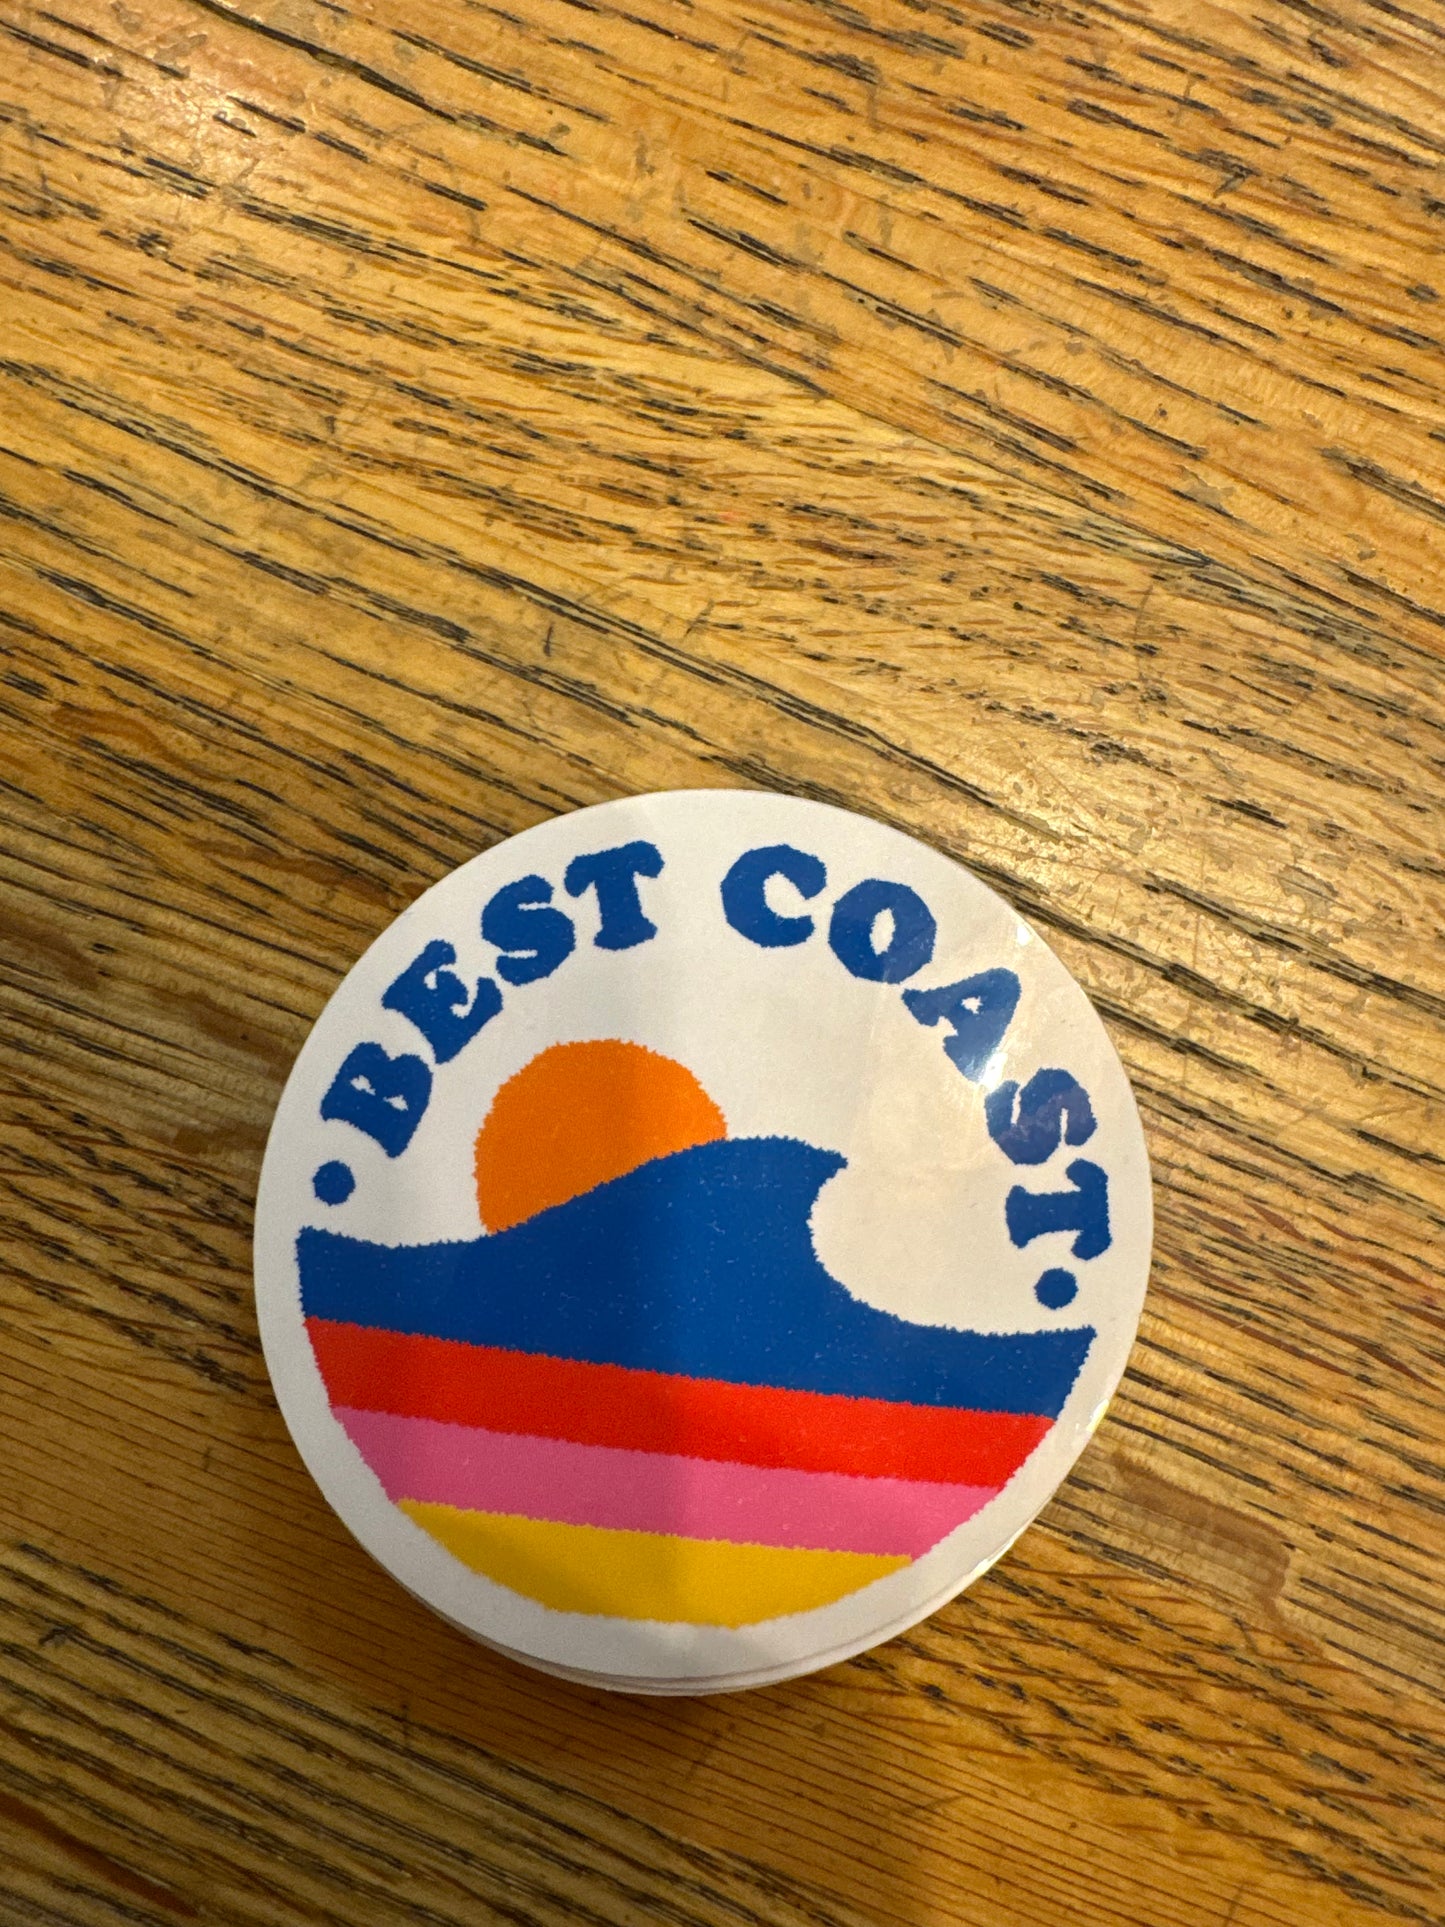 • BEST COAST •